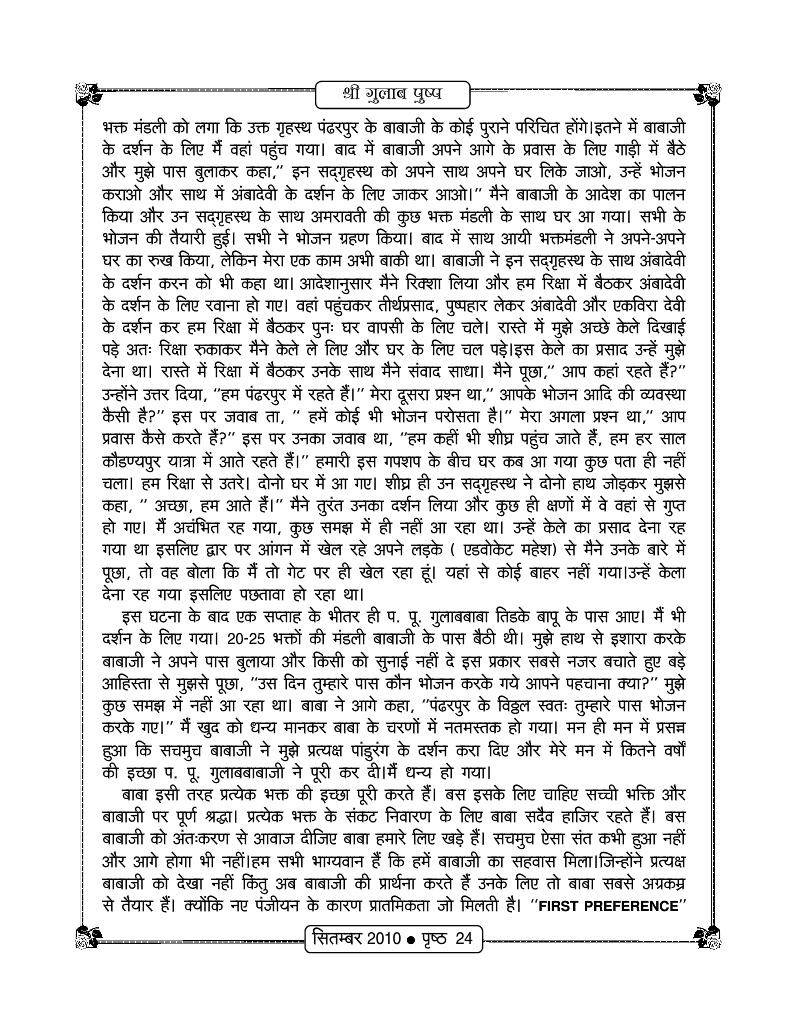 श्री गुलाब पुष्प
भक्त मंडली को लगा कि उक्त गृहस्थ पंढरपुर के बाबाजी के कोई पुराने परिचित होंगे।इतने में बाबाजी
के दर्शन के लिए मैं वहां पहुंच गया। बाद में बाबाजी अपने आगे के प्रवास के लिए गाड़ी में बैठे
और मुझे पास बुलाकर कहा,’’ इन सद्‌गृहस्थ को अपने साथ अपने घर लिके जाओ, उन्हें भोजन
कराओ और साथ में अंबादेवी के दर्शन के लिए जाकर आओ।’’ मैने बाबाजी के आदेश का पालन
किया और उन सद्‌गृहस्थ के साथ अमरावती की कुछ भक्त मंडली के साथ घर आ गया। सभी के
भोजन की तैयारी हुई। सभी ने भोजन ग्रहण किया। बाद में साथ आयी भक्तमंडली ने अपने-अपने
घर का रुख किया, लेकिन मेरा एक काम अभी बाकी था। बाबाजी ने इन सद्‌गृहस्थ के साथ अंबादेवी
के दर्शन करन को भी कहा था। आदेशानुसार मैने रिक्शा लिया और हम रिक्षा में बैठकर अंबादेवी
के दर्शन के लिए रवाना हो गए। वहां पहुंचकर तीर्थप्रसाद, पुष्पहार लेकर अंबादेवी और एकविरा देवी
के दर्शन कर हम रिक्षा में बैठकर पुनः घर वापसी के लिए चले। रास्ते में मुझे अच्छे केले दिखाई
पड़े अतः रिक्षा रुकाकर मैने केले ले लिए और घर के लिए चल पड़े।इस केले का प्रसाद उन्हें मुझे
देना था। रास्ते में रिक्षा में बैठकर उनके साथ मैने संवाद साधा। मैने पूछा,’’ आप कहां रहते हैं?’’
उन्होंने उत्तर दिया, ‘‘हम पंढरपुर में रहते हैं।’’ मेरा दूसरा प्रश्न था,’’ आपके भोजन आदि की व्यवस्था
कैसी है?’’ इस पर जवाब ता, ‘‘ हमें कोई भी भोजन परोसता है।’’ मेरा अगला प्रश्न था,’’ आप
प्रवास कैसे करते हैं?’’ इस पर उनका जवाब था, ‘‘हम कहीं भी शीघ्र पहुंच जाते हैं, हम हर साल
कौडण्यपुर यात्रा में आते रहते हैं।’’ हमारी इस गपशप के बीच घर कब आ गया कुछ पता ही नहीं
चला। हम रिक्षा से उतरे। दोनो घर में आ गए। शीघ्र ही उन सद्‌गृहस्थ ने दोनो हाथ जोड़कर मुझसे
कहा, ‘‘ अच्छा, हम आते हैं।’’ मैने तुरंत उनका दर्शन लिया और कुछ ही क्षणों में वे वहां से गुप्त
हो गए। मैं अचंभित रह गया, कुछ समझ में ही नहीं आ रहा था। उन्हें केले का प्रसाद देना रह
गया था इसलिए द्वार पर आंगन में खेल रहे अपने लड़के ( एडवोकेट महेश) से मैने उनके बारे में
पूछा, तो वह बोला कि मैं तो गेट पर ही खेल रहा हूं। यहां से कोई बाहर नहीं गया।उन्हें केला
देना रह गया इसलिए पछतावा हो रहा था।
इस घटना के बाद एक सप्ताह के भीतर ही प. पू. गुलाबबाबा तिडके बापू के पास आए। मैं भी
दर्शन के लिए गया। 20-25 भक्तों की मंडली बाबाजी के पास बैठी थी। मुझे हाथ से इशारा करके
बाबाजी ने अपने पास बुलाया और किसी को सुनाई नहीं दे इस प्रकार सबसे नजर बचाते हुए बड़े
आहिस्ता से मुझसे पूछा, ‘‘उस दिन तुम्हारे पास कौन भोजन करके गये आपने पहचाना क्या?’’ मुझे
कुछ समझ में नहीं आ रहा था। बाबा ने आगे कहा, ‘‘पंढरपुर के विठ्ठल स्वतः तुम्हारे पास भोजन
करके गए।’’ मैं खुद को धन्य मानकर बाबा के चरणों में नतमस्तक हो गया। मन ही मन में प्रसन्न
हुआ कि सचमुच बाबाजी ने मुझे प्रत्यक्ष पांडुरंग के दर्शन करा दिए और मेरे मन में कितने वर्षों
की इच्छा प. पू. गुलाबबाबाजी ने पूरी कर दी।मैं धन्य हो गया।
बाबा इसी तरह प्रत्येक भक्त की इच्छा पूरी करते हैं। बस इसके लिए चाहिए सच्ची भक्ति और
बाबाजी पर पूर्ण श्रद्धा। प्रत्येक भक्त के संकट निवारण के लिए बाबा सदैव हाजिर रहते हैं। बस
बाबाजी को अंतःकरण से आवाज दीजिए बाबा हमारे लिए खड़े हैं। सचमुच ऐसा संत कभी हुआ नहीं
और आगे होगा भी नहीं।हम सभी भाग्यवान हैं कि हमें बाबाजी का सहवास मिला।जिन्होंने प्रत्यक्ष
बाबाजी को देखा नहीं किंतु अब बाबाजी की प्रार्थना करते हैं उनके लिए तो बाबा सबसे अग्रकम्र
से तैयार हैं। क्योंकि नए पंजीयन के कारण प्रातमिकता जो मिलती है। ‘‘FIRST PREFERENCE’’
सितम्बर 2010 ● पृष्ठ 24